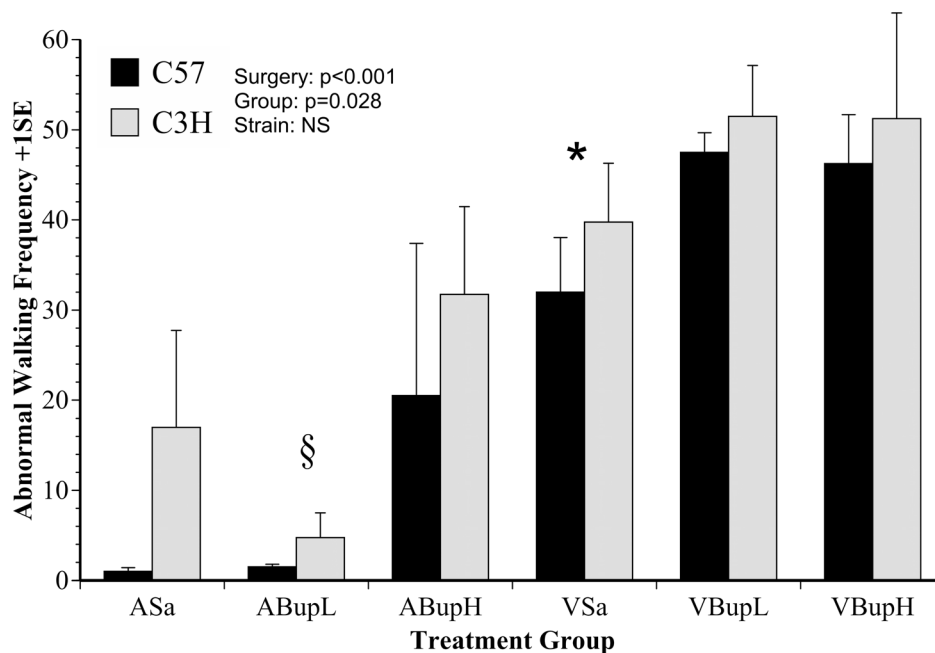 60
50
40
30
20
10
0
Abnormal Walking Frequency +1SE
C57
C3H
Surgery: p<0.001
Group: p=0.028
Strain: NS
§
*
ASa ABupL ABupH VSa VBupL VBupH
Treatment Group